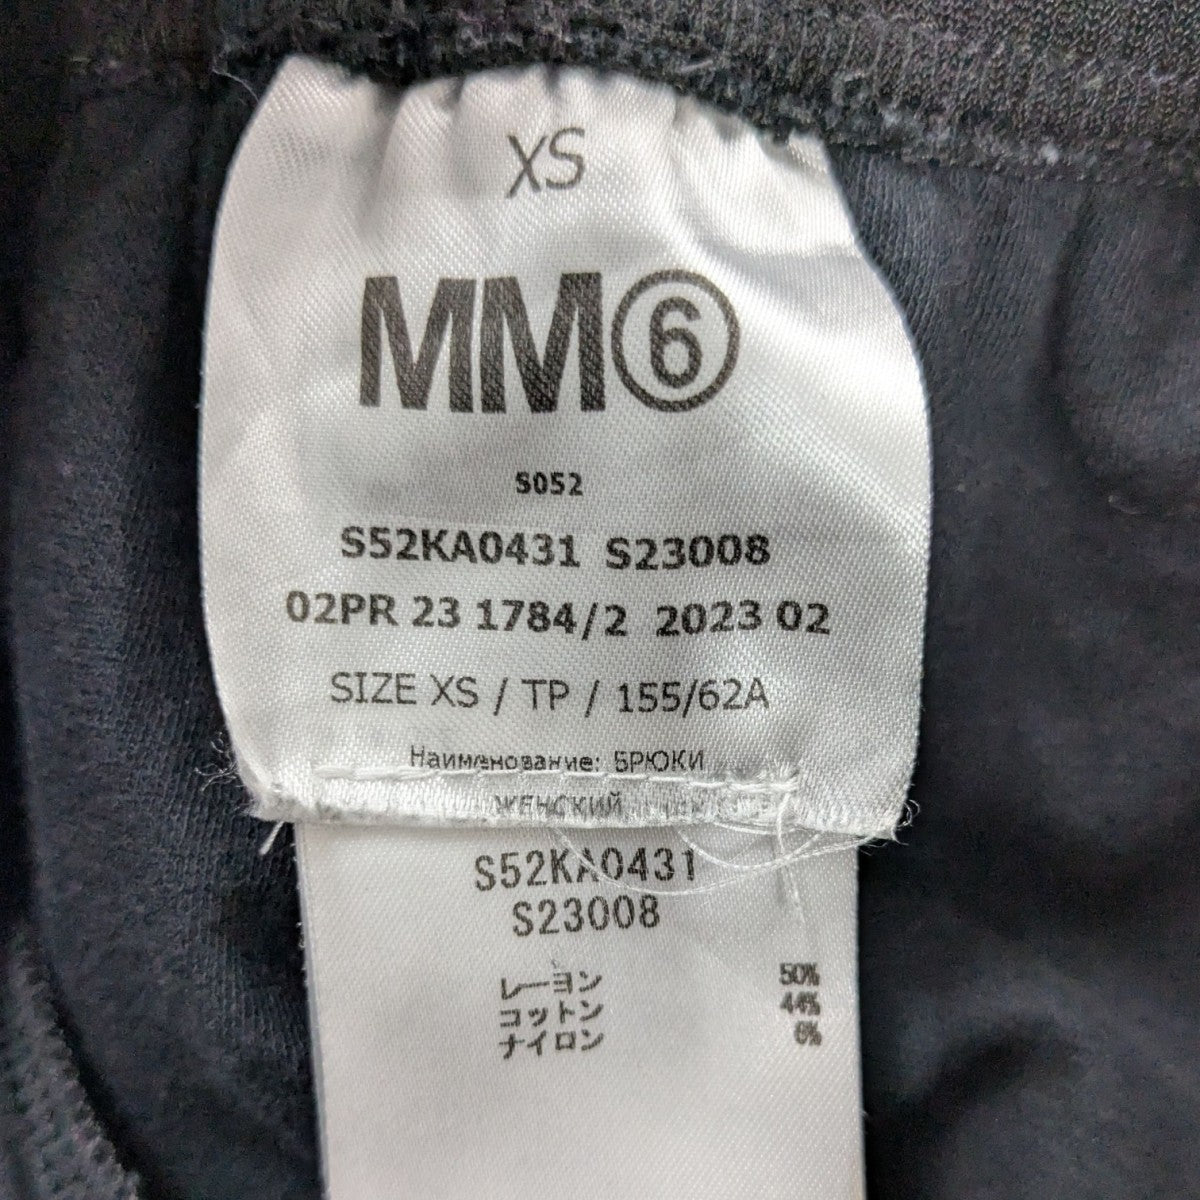 XS
MM⑥
S052
S52KA0431 S23008
02PR 23 1784/2 2023 02
SIZE XS / TP / 155/62A
Наименование: БРЮКИ
ЖЕНСКИЙ
S52KA0431
S23008
レーヨン 50%
コットン 44%
ナイロン 6%